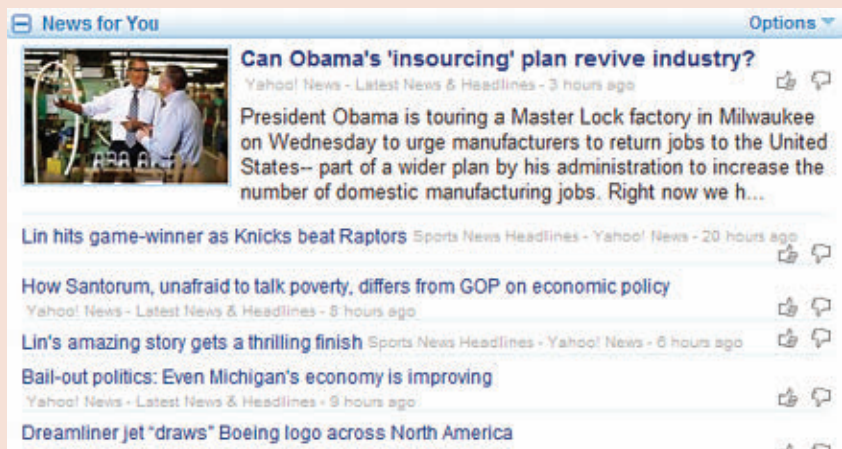 News for You
Options
Can Obama's 'insourcing' plan revive industry?
Yahoo! News - Latest News & Headlines - 3 hours ago
President Obama is touring a Master Lock factory in Milwaukee
on Wednesday to urge manufacturers to return jobs to the United
States-- part of a wider plan by his administration to increase the
number of domestic manufacturing jobs. Right now we h...
Lin hits game-winner as Knicks beat Raptors Sports News Headlines - Yahoo! News - 20 hours ago
How Santorum, unafraid to talk poverty, differs from GOP on economic policy
Yahoo! News - Latest News & Headlines - 8 hours ago
Lin's amazing story gets a thrilling finish Sports News Headlines - Yahoo! News - 6 hours ago
Bail-out politics: Even Michigan's economy is improving
Yahoo! News - Latest News & Headlines - 9 hours ago
Dreamliner jet "draws" Boeing logo across North America